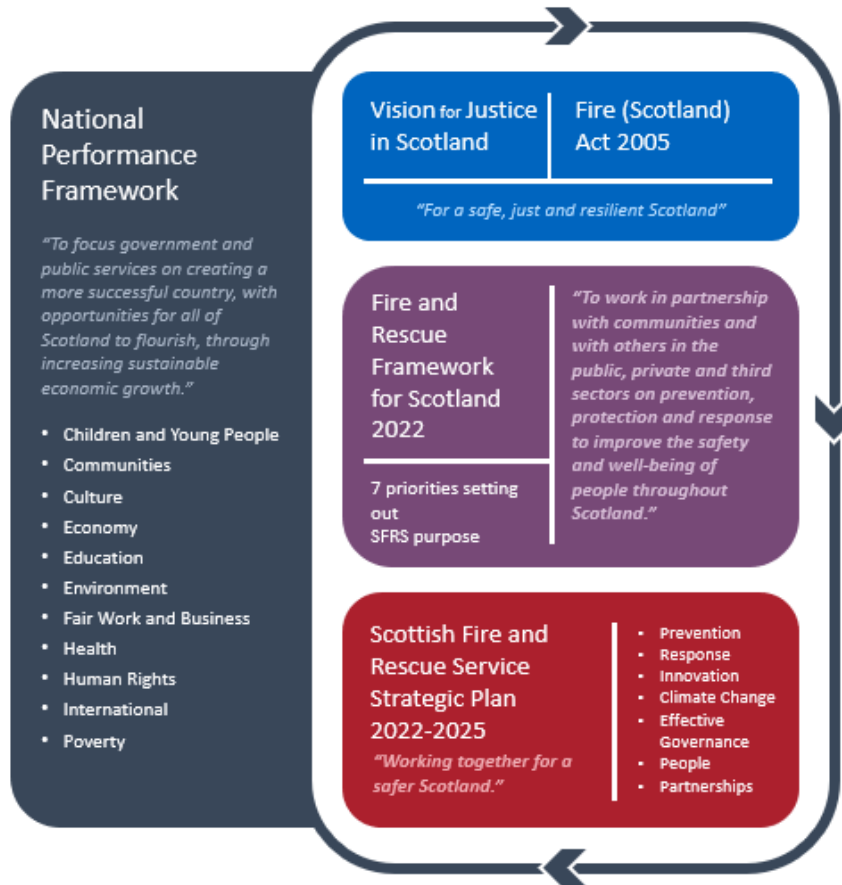 National
Performance
Framework
“To focus government and
public services on creating a
more successful country, with
opportunities for all of
Scotland to flourish, through
increasing sustainable
economic growth.”
• Children and Young People
• Communities
• Culture
• Economy
• Education
• Environment
• Fair Work and Business
• Health
• Human Rights
• International
• Poverty
Vision for Justice
in Scotland
Fire (Scotland)
Act 2005
“For a safe, just and resilient Scotland”
Fire and
Rescue
Framework
for Scotland
2022
7 priorities setting
out
SFRS purpose
“To work in partnership
with communities and
with others in the
public, private and third
sectors on prevention,
protection and response
to improve the safety
and well-being of
people throughout
Scotland.”
Scottish Fire and
Rescue Service
Strategic Plan
2022-2025
“Working together for a
safer Scotland.”
• Prevention
• Response
• Innovation
• Climate Change
• Effective
Governance
• People
• Partnerships